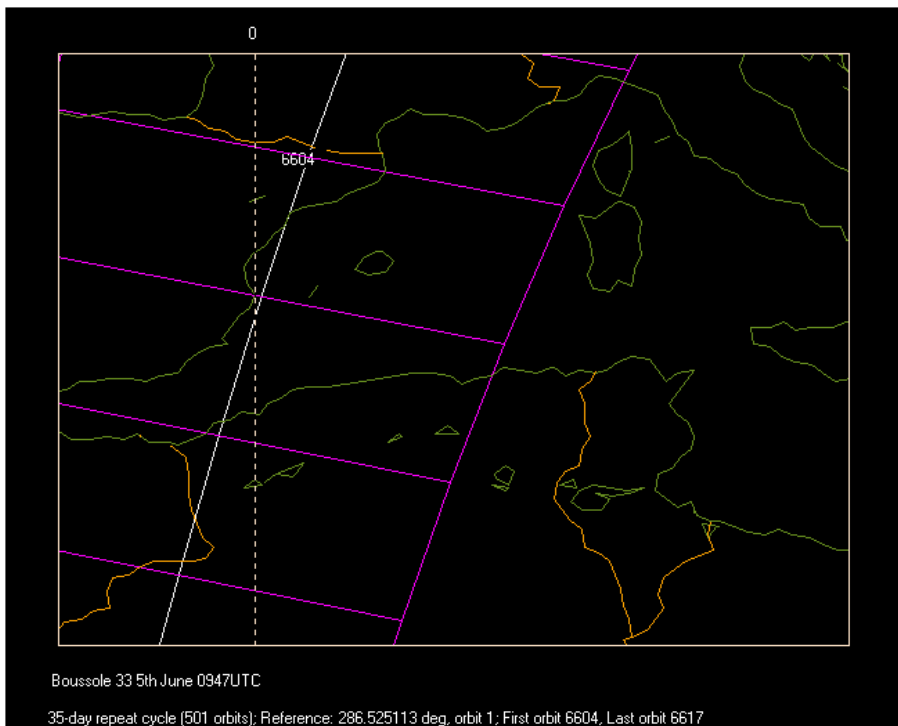 0
6604
Boussole 33 5th June 0947UTC
35-day repeat cycle (501 orbits); Reference: 286.525113 deg, orbit 1; First orbit 6604, Last orbit 6617